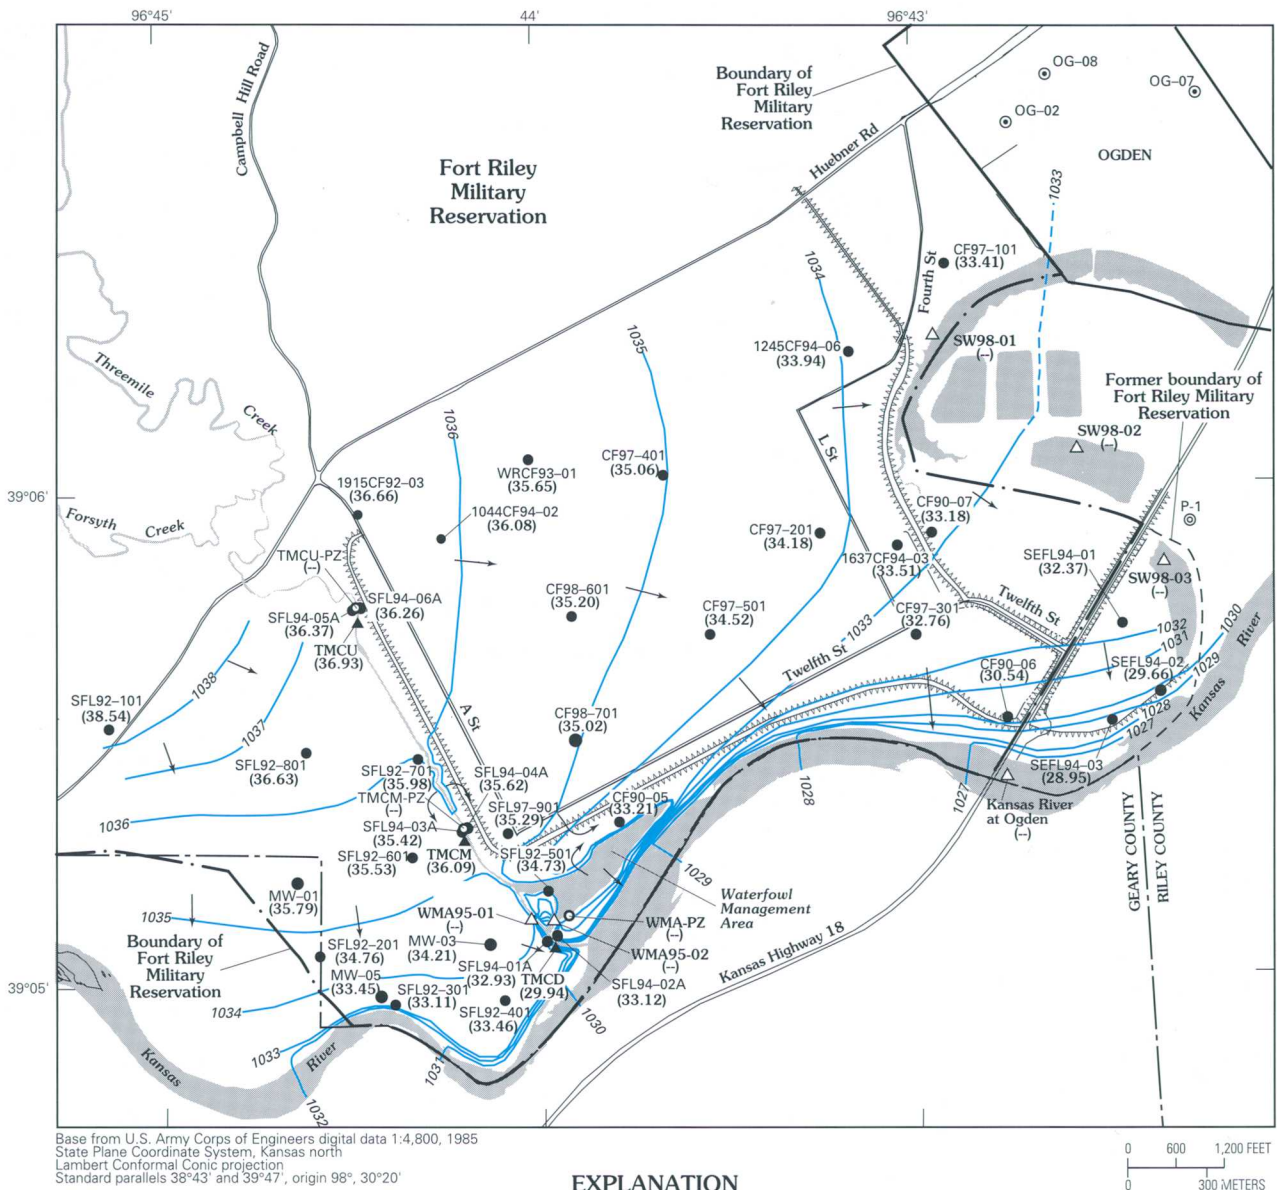 96°45'
44'
96°43'
Campbell Hill Road
Fort Riley
Military
Reservation
Boundary of
Fort Riley
Military
Reservation
Huebner Rd
OG–08
OG–07
OG–02
OGDEN
1033
1034
Fourth St
CF97–101
(33.41)
1035
1245CF94–06
(33.94)
SW98–01
(--)
Former boundary of
Fort Riley Military
Reservation
Threemile
Creek
1036
L St
SW98–02
(--)
WRCF93–01
(35.65)
CF97–401
(35.06)
39°06'
1915CF92–03
(36.66)
1044CF94–02
(36.08)
Forsyth
Creek
CF97–201
(34.18)
CF90–07
(33.18)
P-1
TMCU–PZ
(--)
1637CF94–03
(33.51)
SEFL94–01
(32.37)
SW98–03
(--)
SFL94–06A
(36.26)
SFL94–05A
(36.37)
CF98–601
(35.20)
CF97–501
(34.52)
CF97–301
(32.76)
Twelfth St
TMCU
(36.93)
1033
1032
1031
1030
Twelfth St
River
1038
CF90–06
(30.54)
SEFL94–02
(29.66)
1029
SFL92–101
(38.54)
A St
1037
CF98–701
(35.02)
1028
Kansas
1027
SFL92–801
(36.63)
SFL92–701
(35.98)
SFL94–04A
(35.62)
SEFL94–03
(28.95)
TMCM-PZ
(--)
SFL97–901
(35.29)
CF90–05
(33.21)
1028
1027
Kansas River
at Ogden
(--)
1036
SFL94–03A
(35.42)
SFL92–601
(35.53)
TMCM
(36.09)
SFL92–501
(34.73)
1029
GEARY COUNTY
RILEY COUNTY
MW–01
(35.79)
Waterfowl
Management
Area
1035
WMA95-01
(--)
WMA-PZ
(--)
Boundary of
Fort Riley
Military
Reservation
SFL92–201
(34.76)
MW–03
(34.21)
WMA95-02
(--)
Kansas Highway 18
MW–05
(33.45)
SFL94–01A
(32.93)
TMCD
(29.94)
SFL94–02A
(33.12)
39°05'
SFL92–301
(33.11)
SFL92–401
(33.46)
1034
1030
1033
River
1031
Kansas
1032
Base from U.S. Army Corps of Engineers digital data 1:4,800, 1985
State Plane Coordinate System, Kansas north
Lambert Conformal Conic projection
Standard parallels 38°43' and 39°47', origin 98°, 30°20'
EXPLANATION
0 600 1,200 FEET
0 300 METERS